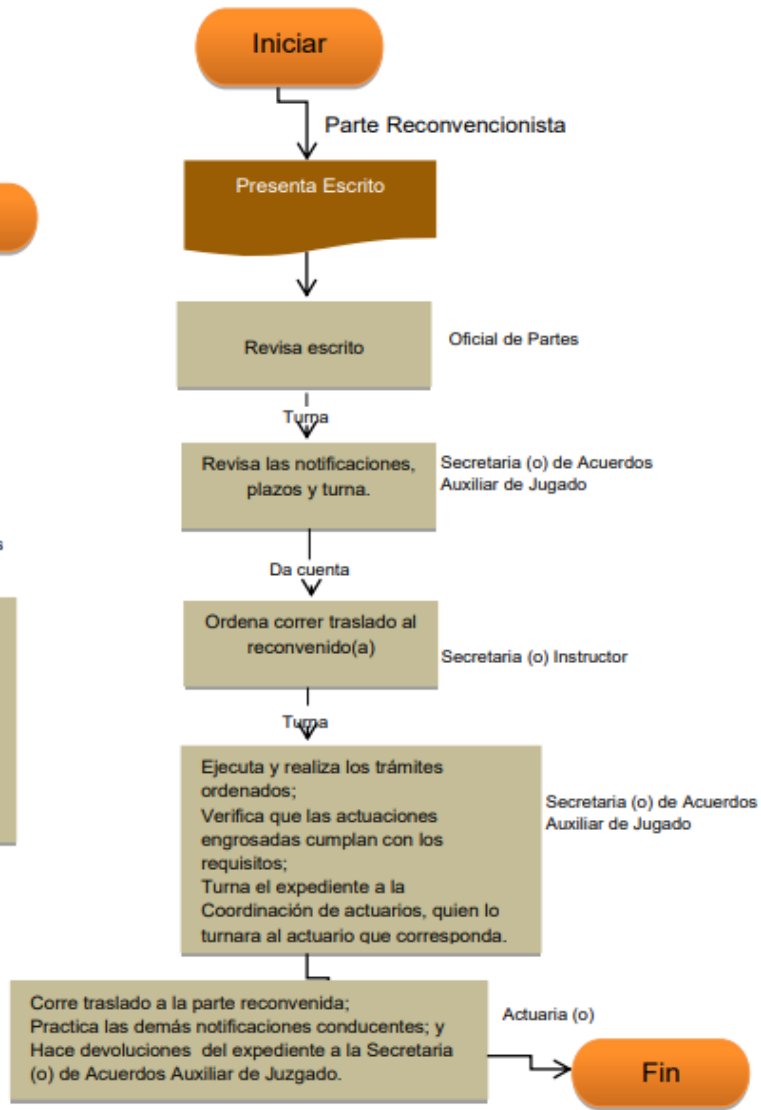 Iniciar
Parte Reconvencionista
Presenta Escrito
Revisa escrito
Oficial de Partes
Turna
Revisa las notificaciones,
plazos y turna.
Secretaria (o) de Acuerdos
Auxiliar de Jugado
Da cuenta
Ordena correr traslado al
reconvenido(a)
Secretaria (o) Instructor
Turna
Ejecuta y realiza los trámites
ordenados;
Verifica que las actuaciones
engrosadas cumplan con los
requisitos;
Turna el expediente a la
Coordinación de actuarios, quien lo
turnara al actuario que corresponda.
Secretaria (o) de Acuerdos
Auxiliar de Jugado
Corre traslado a la parte reconvenida;
Practica las demás notificaciones conducentes; y
Hace devoluciones del expediente a la Secretaria
(o) de Acuerdos Auxiliar de Juzgado.
Actuaria (o)
Fin